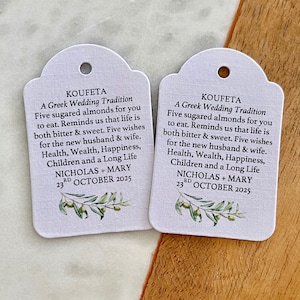 KOUFETA
A Greek Wedding Tradition
Five sugared almonds for you
to eat. Reminds us that life is
both bitter & sweet. Five wishes
for the new husband & wife.
Health, Wealth, Happiness,
Children and a Long Life
NICHOLAS + MARY
23RD OCTOBER 2025
KOUFETA
A Greek Wedding Tradition
Five sugared almonds for you
to eat. Reminds us that life is
both bitter & sweet. Five wishes
for the new husband & wife.
Health, Wealth, Happiness,
Children and a Long Life
NICHOLAS + MARY
23RD OCTOBER 2025